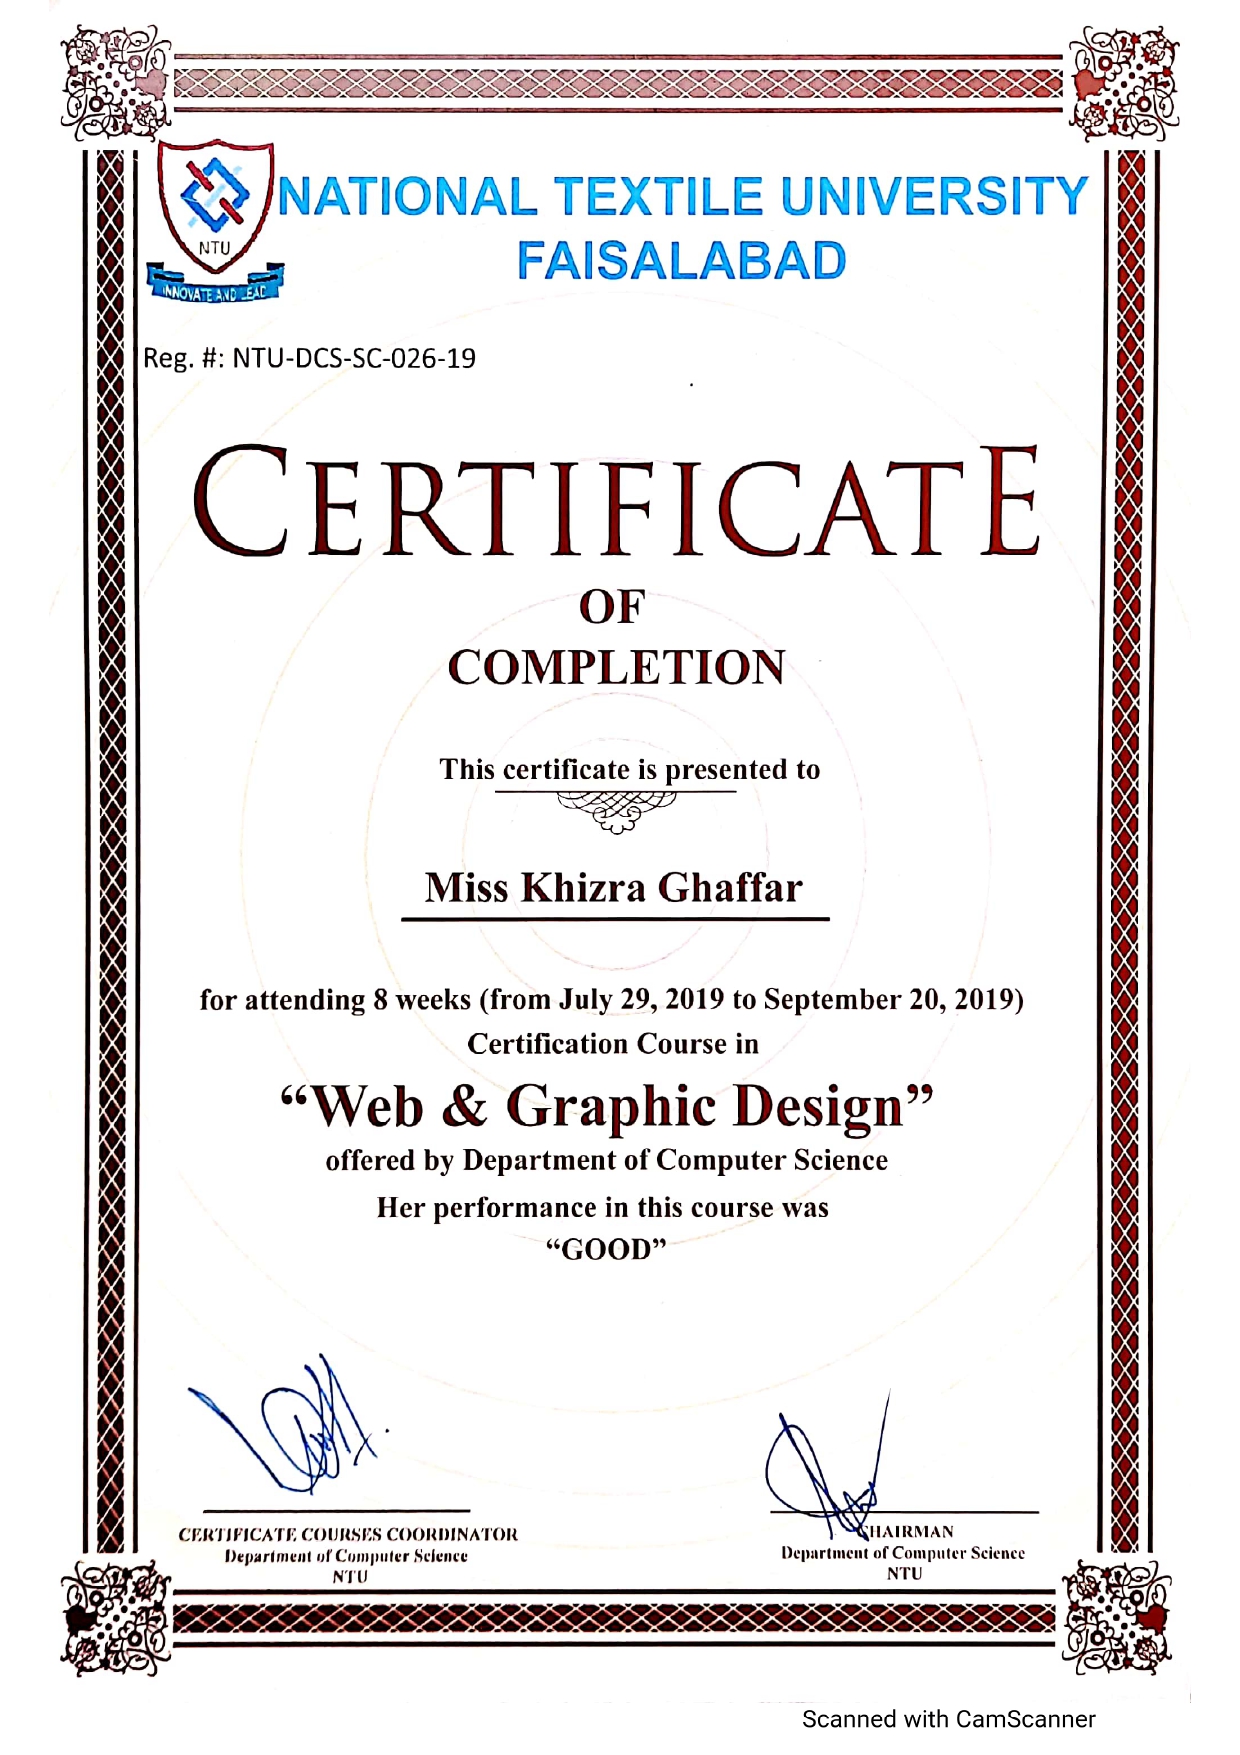 NATIONAL TEXTILE UNIVERSITY
FAISALABAD
NTU
INNOVATE AND LEAD
Reg. #: NTU-DCS-SC-026-19
CERTIFICATE
OF
COMPLETION
This certificate is presented to
Miss Khizra Ghaffar
for attending 8 weeks (from July 29, 2019 to September 20, 2019)
Certification Course in
“Web & Graphic Design”
offered by Department of Computer Science
Her performance in this course was
“GOOD”
CERTIFICATE COURSES COORDINATOR
Department of Computer Science
NTU
CHAIRMAN
Department of Computer Science
NTU
Scanned with CamScanner